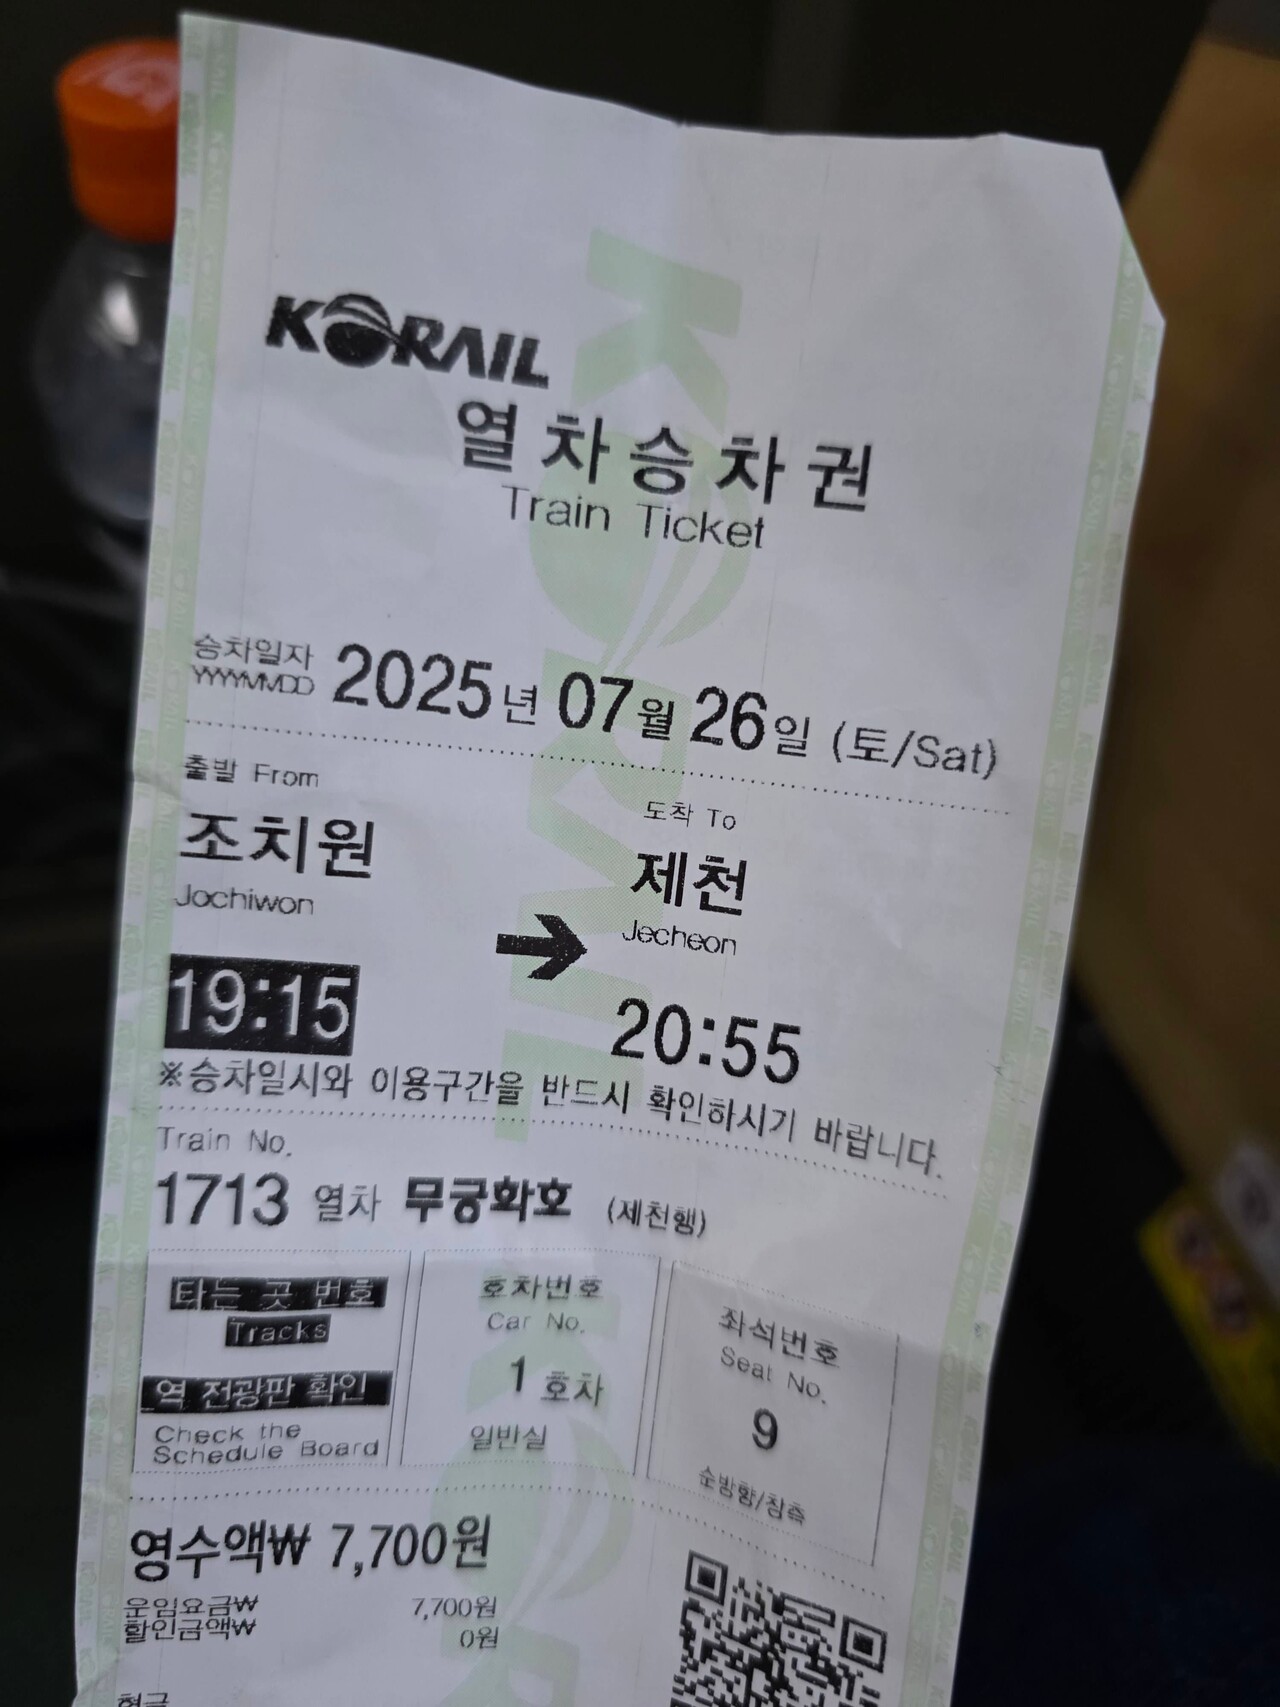 KORAIL
열차승차권
Train Ticket
승차일자 2025년 07월 26일 (토/Sat)
YYYYMMDD
출발 From 도착 To
조치원 제천
Jochiwon → Jecheon
19:15 20:55
※승차일시와 이용구간을 반드시 확인하시기 바랍니다.
Train No.
1713 열차 무궁화호 (제천행)
타는 곳 번호
Tracks
역 전광판 확인
Check the
Schedule Board
호차번호
Car No.
1 호차
일반실
좌석번호
Seat No.
9
순방향/창측
영수액₩ 7,700원
운임요금₩ 7,700원
할인금액₩ 0원
현금